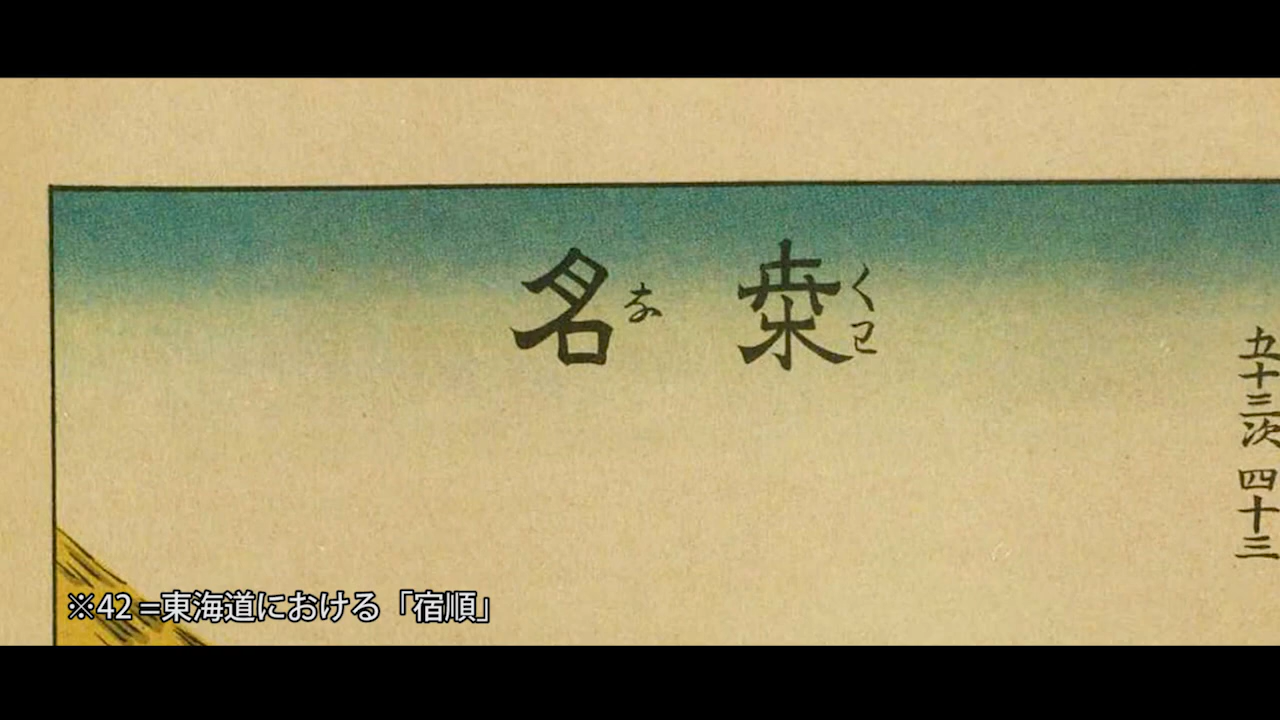 五十三次 四十三
桒名
くわ な
※42 =東海道における「宿順」